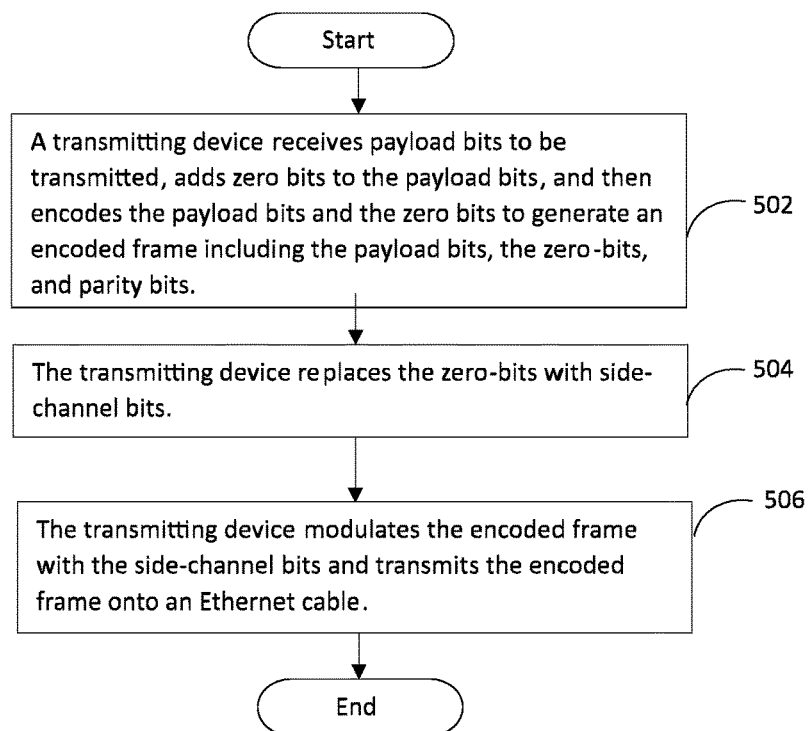 Start
A transmitting device receives payload bits to be
transmitted, adds zero bits to the payload bits, and then
encodes the payload bits and the zero bits to generate an
encoded frame including the payload bits, the zero-bits,
and parity bits.
502
The transmitting device replaces the zero-bits with side-
channel bits.
504
The transmitting device modulates the encoded frame
with the side-channel bits and transmits the encoded
frame onto an Ethernet cable.
506
End